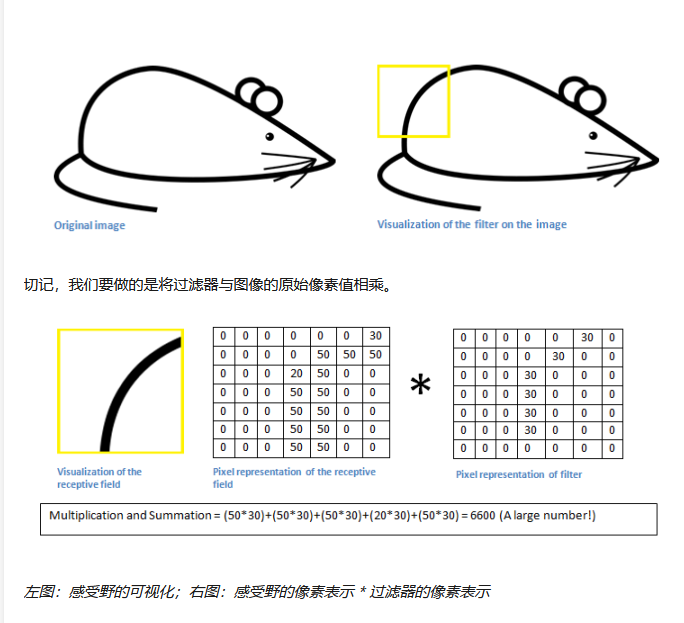 Original image
Visualization of the filter on the image
切记，我们要做的是将过滤器与图像的原始像素值相乘。
0 0 0 0 0 0 30
0 0 0 0 50 50 50
0 0 0 20 50 0 0
0 0 0 50 50 0 0
0 0 0 50 50 0 0
0 0 0 50 50 0 0
0 0 0 50 50 0 0
*
0 0 0 0 0 30 0
0 0 0 0 30 0 0
0 0 0 30 0 0 0
0 0 0 30 0 0 0
0 0 0 30 0 0 0
0 0 0 30 0 0 0
0 0 0 0 0 0 0
Visualization of the
receptive field
Pixel representation of the receptive
field
Pixel representation of filter
Multiplication and Summation = (50*30)+(50*30)+(50*30)+(20*30)+(50*30) = 6600 (A large number!)
左图：感受野的可视化；右图：感受野的像素表示 * 过滤器的像素表示